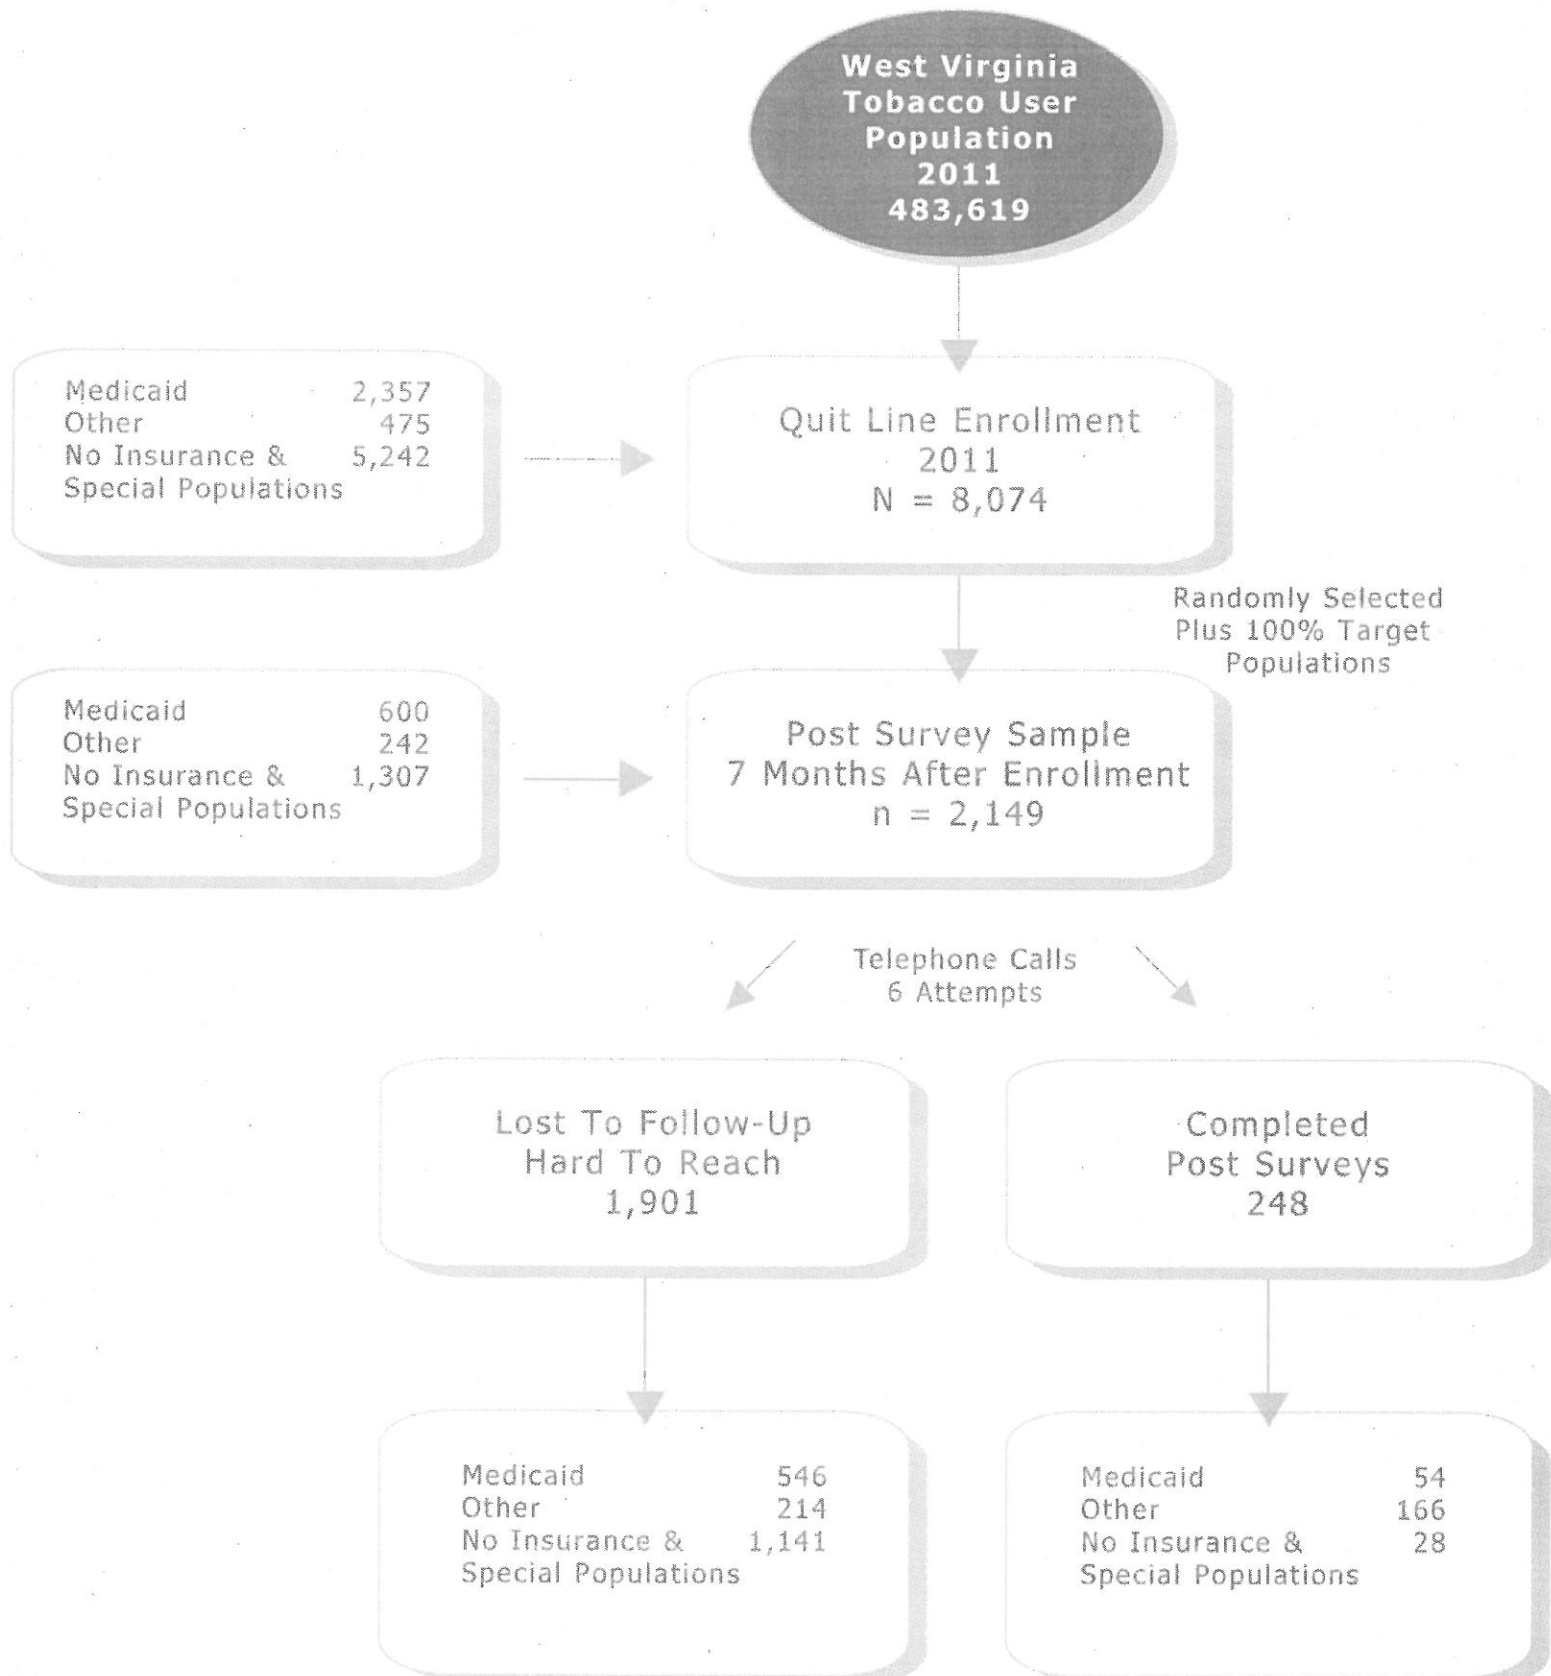 West Virginia
Tobacco User
Population
2011
483,619
Medicaid 2,357
Other 475
No Insurance & 5,242
Special Populations
Quit Line Enrollment
2011
N = 8,074
Randomly Selected
Plus 100% Target
Populations
Medicaid 600
Other 242
No Insurance & 1,307
Special Populations
Post Survey Sample
7 Months After Enrollment
n = 2,149
Telephone Calls
6 Attempts
Lost To Follow-Up
Hard To Reach
1,901
Completed
Post Surveys
248
Medicaid 546
Other 214
No Insurance & 1,141
Special Populations
Medicaid 54
Other 166
No Insurance & 28
Special Populations